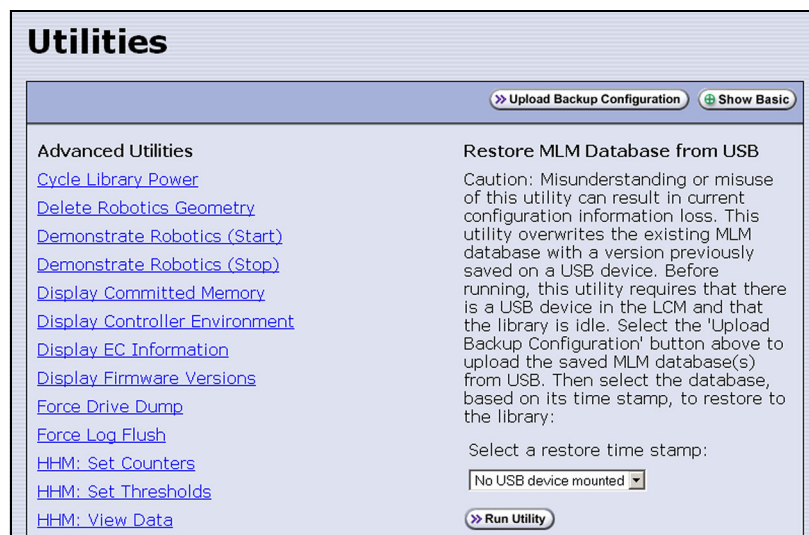 Utilities
Upload Backup Configuration
Show Basic
Advanced Utilities
Cycle Library Power
Delete Robotics Geometry
Demonstrate Robotics (Start)
Demonstrate Robotics (Stop)
Display Committed Memory
Display Controller Environment
Display EC Information
Display Firmware Versions
Force Drive Dump
Force Log Flush
HHM: Set Counters
HHM: Set Thresholds
HHM: View Data
Restore MLM Database from USB
Caution: Misunderstanding or misuse
of this utility can result in current
configuration information loss. This
utility overwrites the existing MLM
database with a version previously
saved on a USB device. Before
running, this utility requires that there
is a USB device in the LCM and that
the library is idle. Select the 'Upload
Backup Configuration' button above to
upload the saved MLM database(s)
from USB. Then select the database,
based on its time stamp, to restore to
the library:
Select a restore time stamp:
No USB device mounted
Run Utility